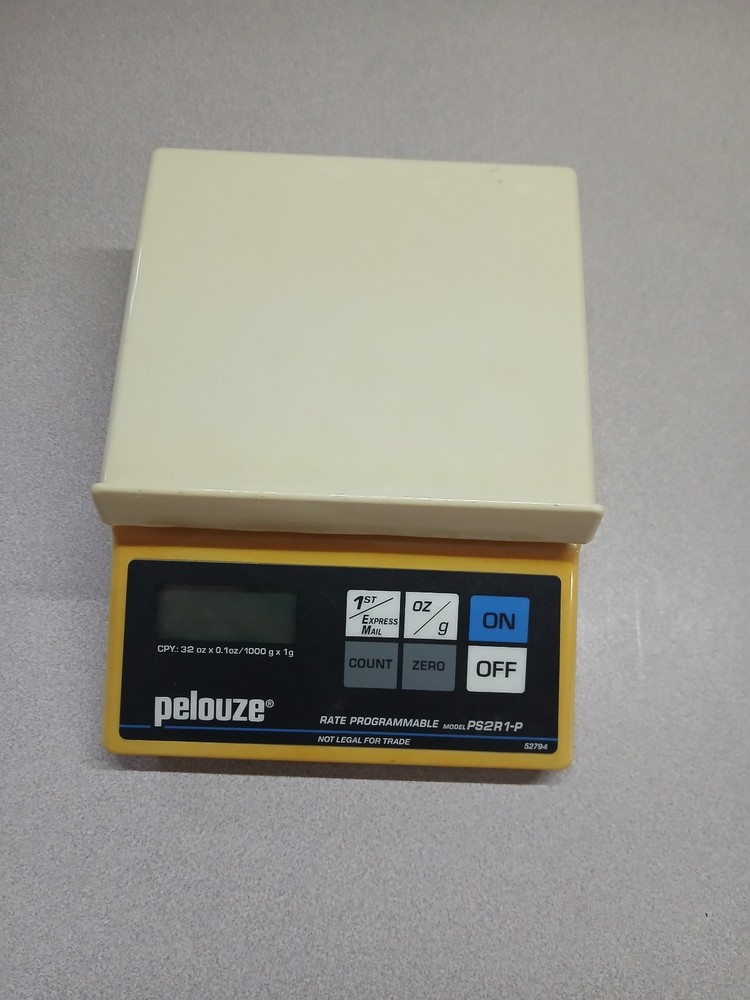 1ST
EXPRESS
MAIL
OZ
g
ON
COUNT
ZERO
OFF
CPY.: 32 oz x 0.1oz/1000 g x 1g
pelouze®
RATE PROGRAMMABLE MODEL PS2R1-P
NOT LEGAL FOR TRADE
52794